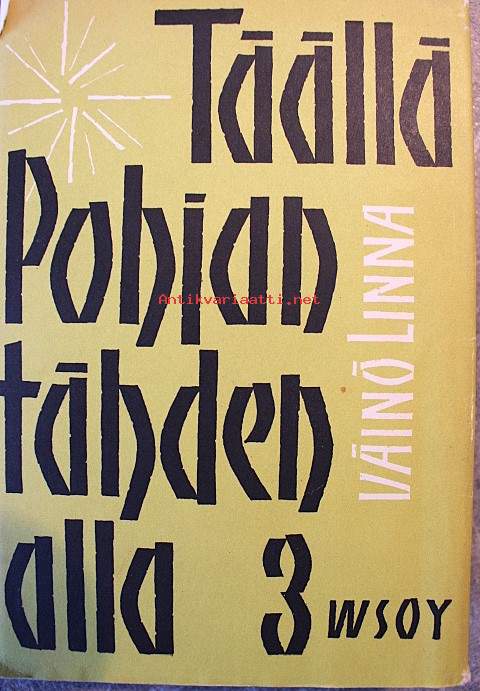 Täällä
Pohjan
Antikvariaatti.net
tähden
alla 3
VÄINÖ LINNA
WSOY